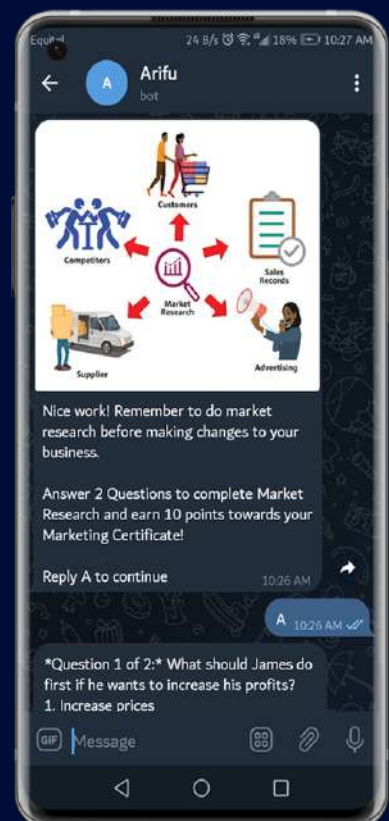 Equitel 24 B/s 18% 10:27 AM
A Arifu
bot
Customers
Competitors
Sales
Records
Market
Research
Supplier
Advertising
Nice work! Remember to do market
research before making changes to your
business.
Answer 2 Questions to complete Market
Research and earn 10 points towards your
Marketing Certificate!
Reply A to continue 10:26 AM
A 10:26 AM
*Question 1 of 2:* What should James do
first if he wants to increase his profits?
1. Increase prices
GIF Message